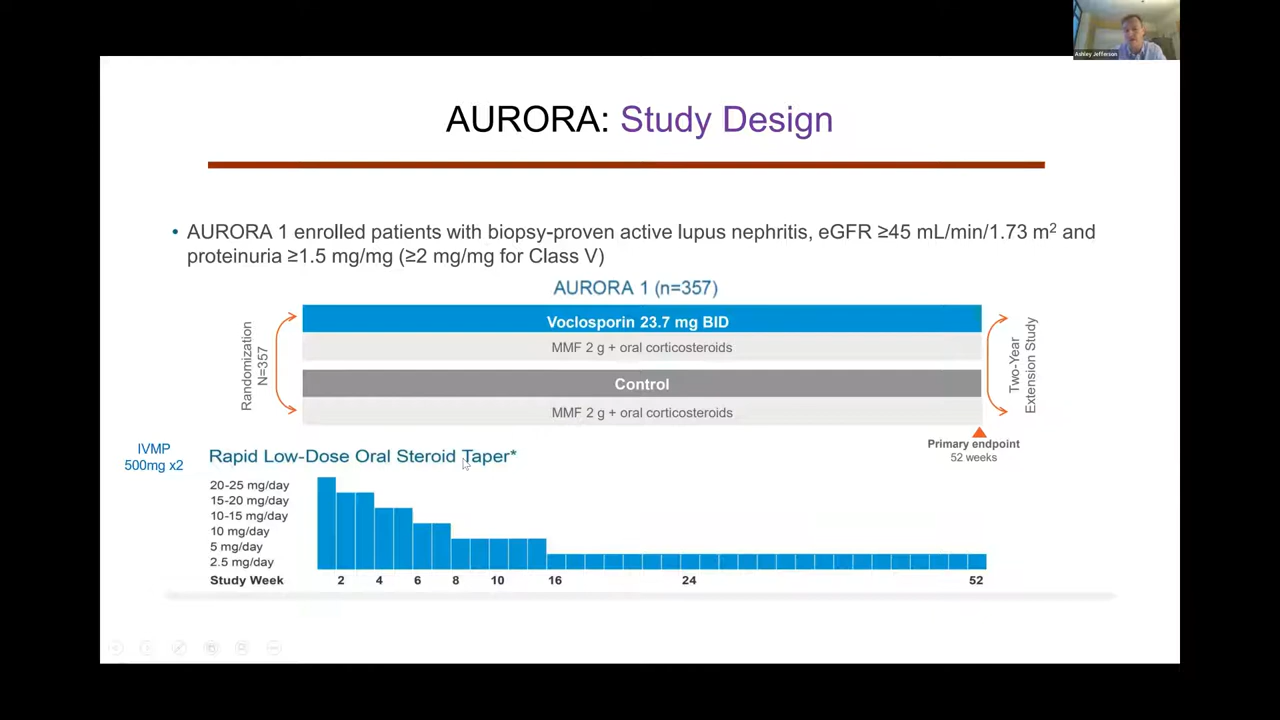 Ashley Jefferson
AURORA: Study Design
• AURORA 1 enrolled patients with biopsy-proven active lupus nephritis, eGFR ≥45 mL/min/1.73 m² and
proteinuria ≥1.5 mg/mg (≥2 mg/mg for Class V)
AURORA 1 (n=357)
Randomization
N=357
Voclosporin 23.7 mg BID
MMF 2 g + oral corticosteroids
Control
MMF 2 g + oral corticosteroids
Two-Year
Extension Study
Primary endpoint
52 weeks
IVMP
500mg x2
Rapid Low-Dose Oral Steroid Taper*
20-25 mg/day
15-20 mg/day
10-15 mg/day
10 mg/day
5 mg/day
2.5 mg/day
Study Week 2 4 6 8 10 16 24 52